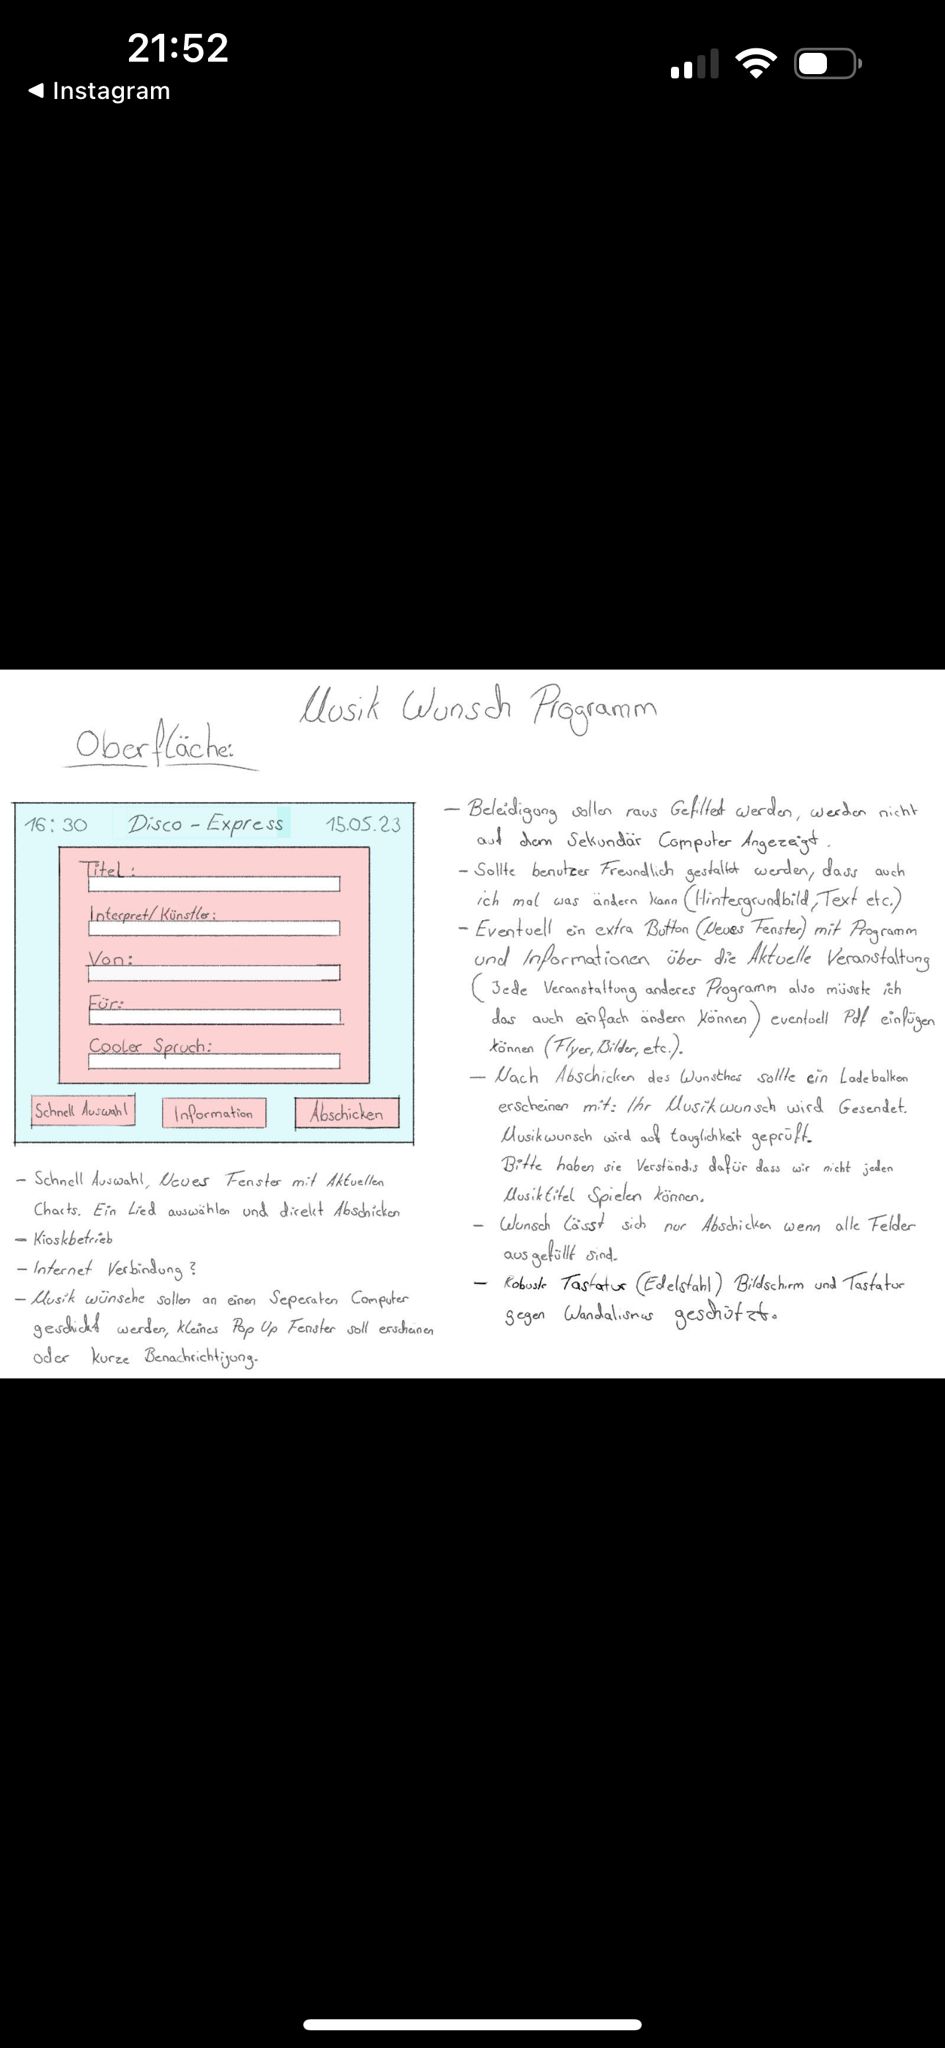 21:52
◀ Instagram
Musik Wunsch Programm
Oberfläche:
16:30 Disco - Express 15.05.23
Titel:
Interpret/Künstler:
Von:
Für:
Cooler Spruch:
Schnell Auswahl Information Abschicken
- Schnell Auswahl, Neues Fenster mit Aktuellen
Charts. Ein Lied auswählen und direkt Abschicken
- Kioskbetrieb
- Internet Verbindung?
- Musik wünsche sollen an einen Seperaten Computer
geschickt werden, kleines Pop Up Fenster soll erscheinen
oder kurze Benachrichtigung.
- Beleidigung sollen raus Gefiltert werden, werden nicht
auf dem Sekundär Computer Angezeigt.
- Sollte benutzer Freundlich gestaltet werden, dass auch
ich mal was ändern kann (Hintergrundbild, Text etc.)
- Eventuell ein extra Button (Neues Fenster) mit Programm
und Informationen über die Aktuelle Veranstaltung
(Jede Veranstaltung anderes Programm also müsste ich
das auch einfach ändern können) eventuell Pdf einfügen
können (Flyer, Bilder, etc.).
- Nach Abschicken des Wunsches sollte ein Ladebalken
erscheinen mit: Ihr Musikwunsch wird Gesendet.
Musikwunsch wird auf tauglichkeit geprüft.
Bitte haben sie Verständis dafür dass wir nicht jeden
Musiktitel Spielen können.
- Wunsch lässt sich nur Abschicken wenn alle Felder
ausgefüllt sind.
- Robuste Tastatur (Edelstahl) Bildschirm und Tastatur
gegen Wandalismus geschützt.